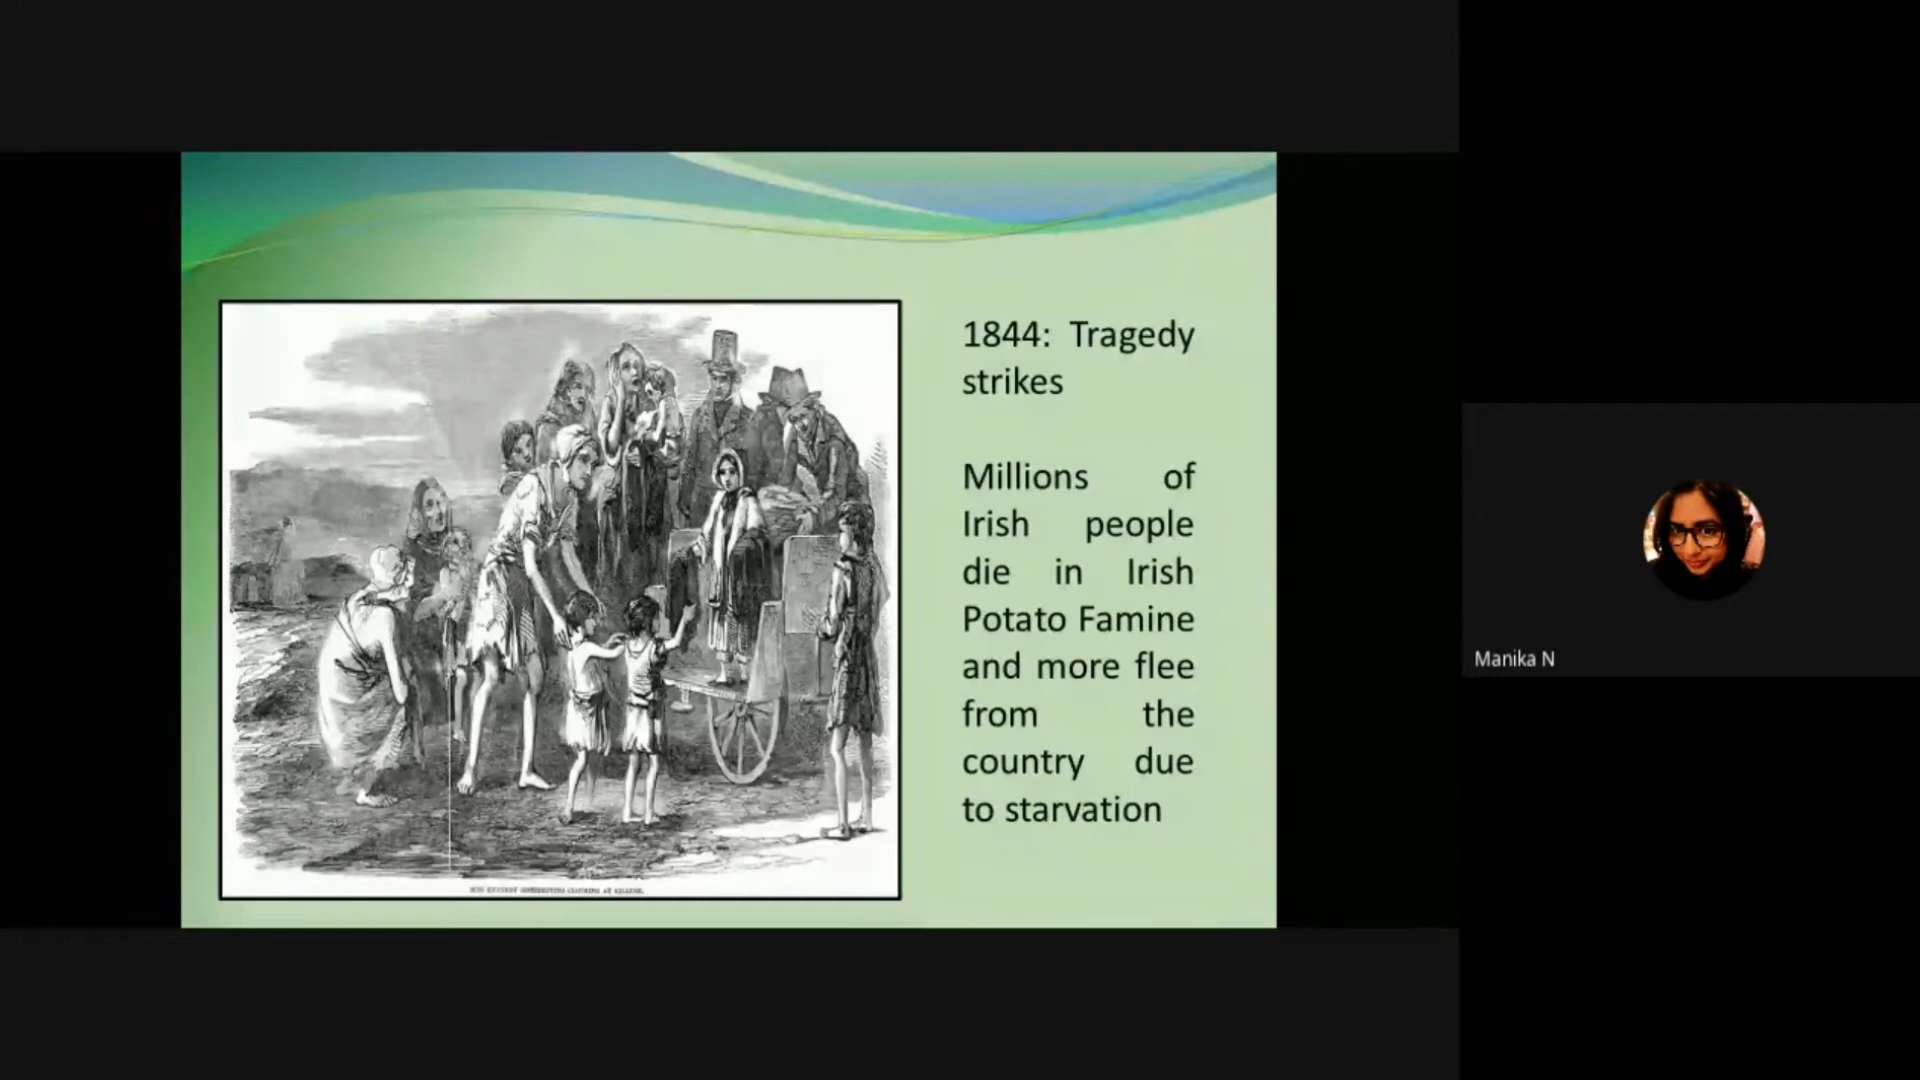 1844: Tragedy
strikes
Millions of
Irish people
die in Irish
Potato Famine
and more flee
from the
country due
to starvation
Manika N